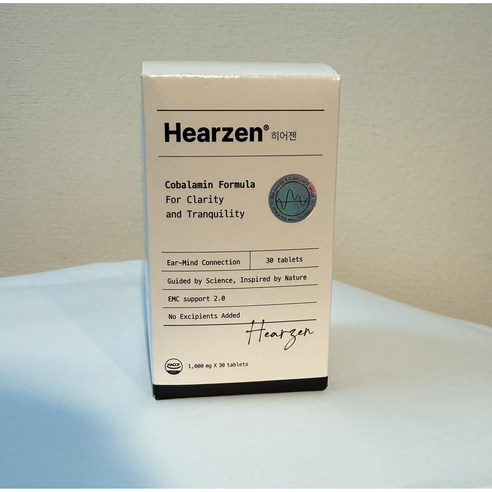 Hearzen® 히어젠
Cobalamin Formula
For Clarity
and Tranquility
Ear-Mind Connection
30 tablets
Guided by Science, Inspired by Nature
EMC support 2.0
No Excipients Added
Hearzen
HACCP
1,000 mg X 30 tablets